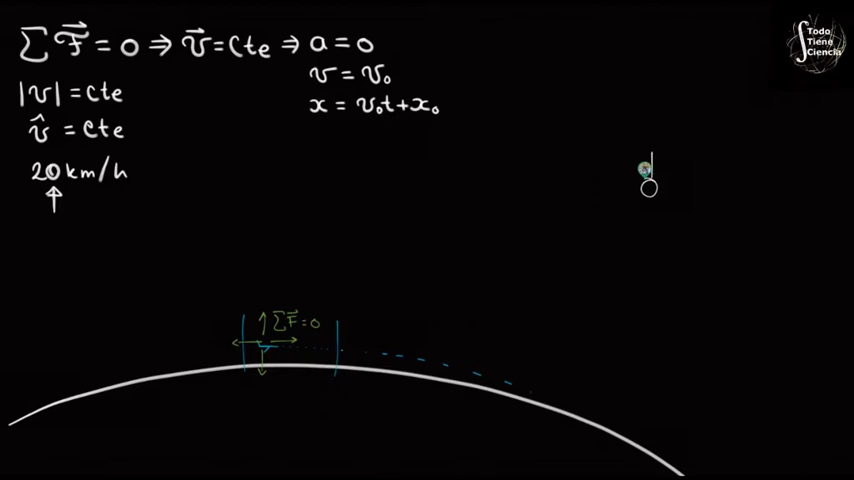 ∑F⃗ = 0 ⇒ v⃗ = Cte ⇒ a = 0
v = v₀
x = v₀t + x₀
|v| = cte
v̂ = cte
20 km/h
∑F⃗ = 0
Todo
Tiene
Ciencia